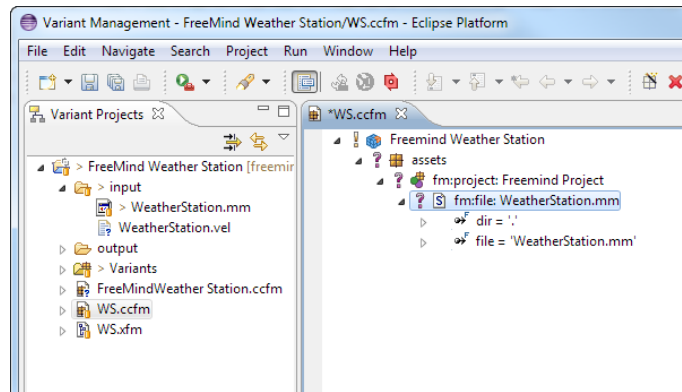 Variant Management - FreeMind Weather Station/WS.ccfm - Eclipse Platform
File Edit Navigate Search Project Run Window Help
Variant Projects
*WS.ccfm
> FreeMind Weather Station [freemin
> input
> WeatherStation.mm
WeatherStation.vel
output
> Variants
FreeMindWeather Station.ccfm
WS.ccfm
WS.xfm
Freemind Weather Station
assets
fm:project: Freemind Project
fm:file: WeatherStation.mm
dir = '.'
file = 'WeatherStation.mm'